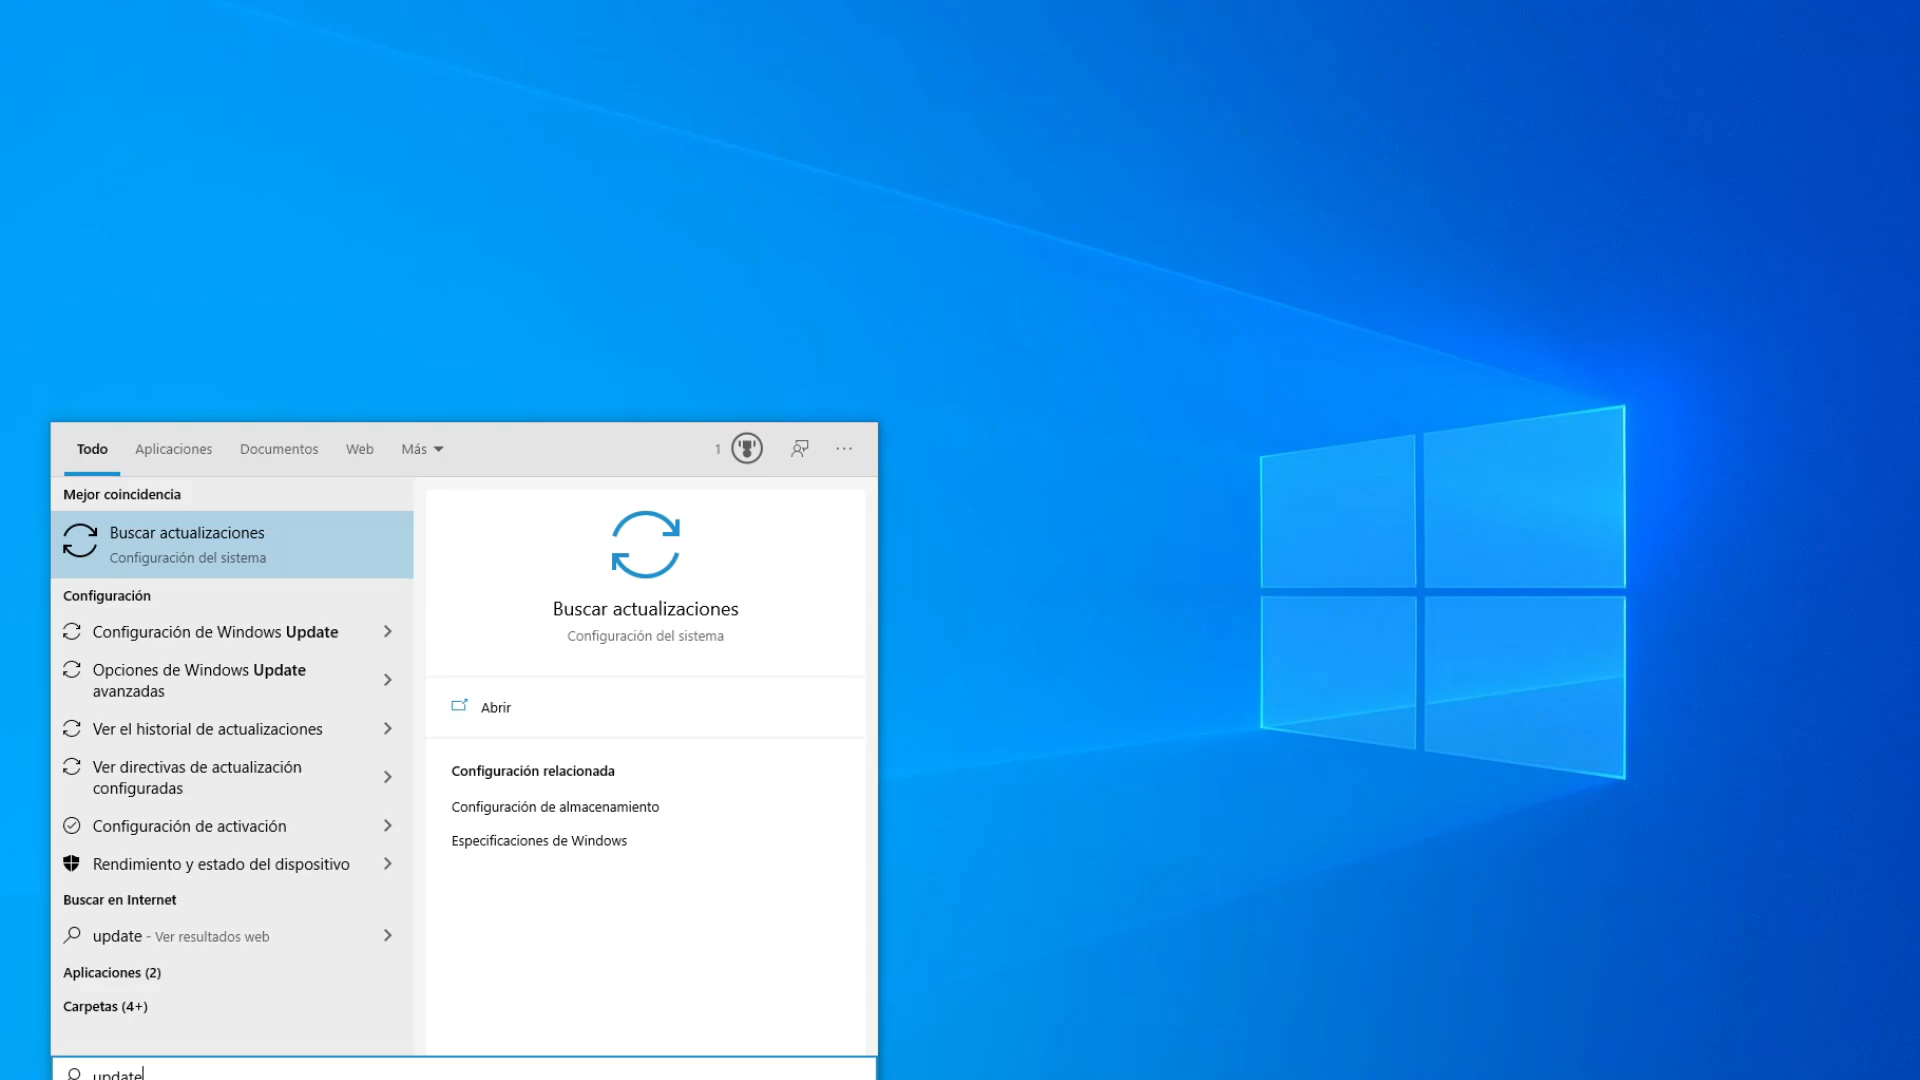 Todo Aplicaciones Documentos Web Más 1 ...
Mejor coincidencia
Buscar actualizaciones
Configuración del sistema
Configuración
Configuración de Windows Update
Opciones de Windows Update
avanzadas
Ver el historial de actualizaciones
Ver directivas de actualización
configuradas
Configuración de activación
Rendimiento y estado del dispositivo
Buscar en Internet
update - Ver resultados web
Aplicaciones (2)
Carpetas (4+)
Buscar actualizaciones
Configuración del sistema
Abrir
Configuración relacionada
Configuración de almacenamiento
Especificaciones de Windows
update